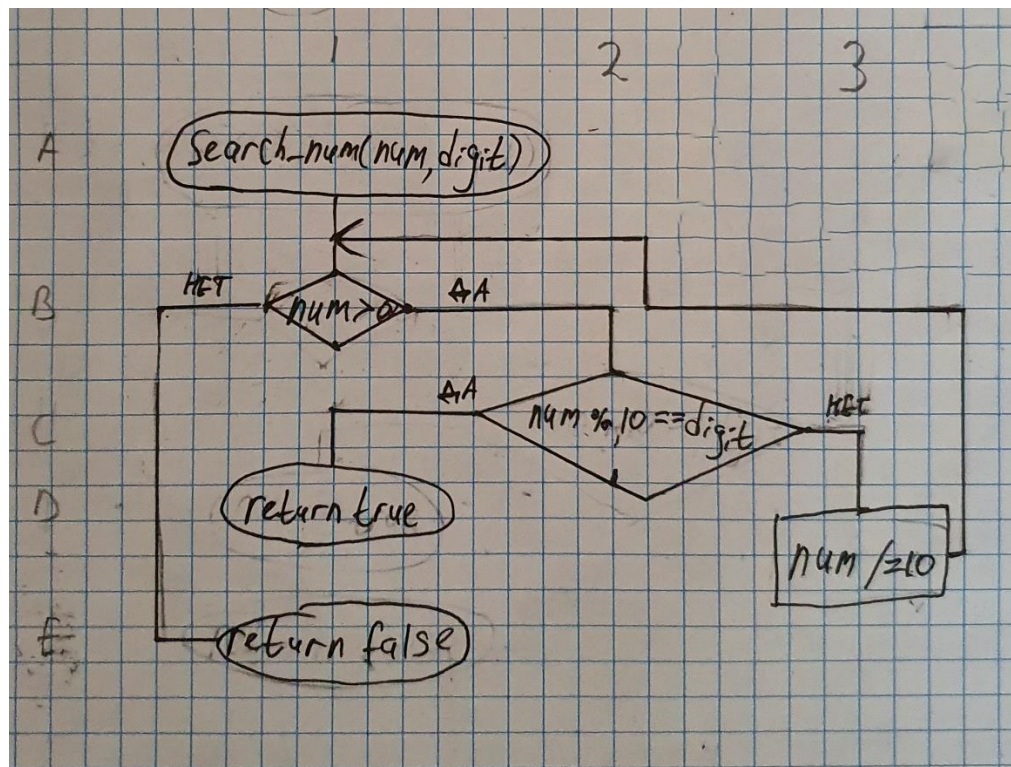 1 2 3
A
Search_num(num, digit)
B
НЕТ
num>0
ДА
ДА
num % 10 == digit
НЕТ
C
D
return true
num /=10
E
return false